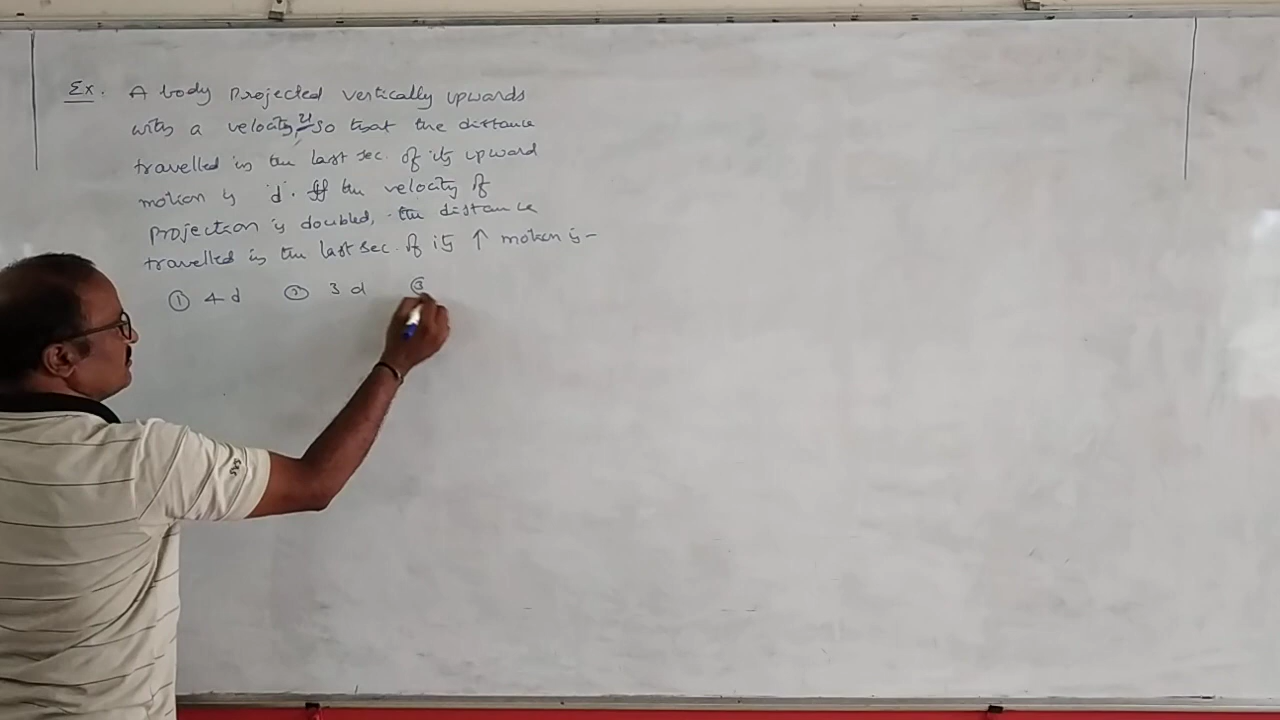 Ex. A body projected vertically upwards
with a velocity u so that the distance
travelled in the last sec. of its upward
motion is 'd'. If the velocity of
projection is doubled, the distance
travelled in the last sec. of its ↑ motion is -
① 4d ② 3d ③
SRS